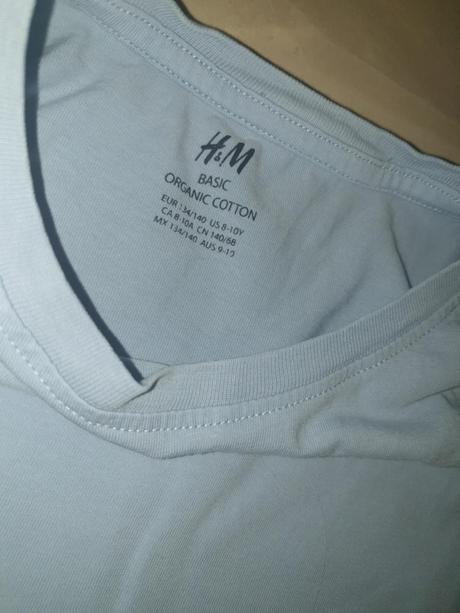 H&M
BASIC
ORGANIC COTTON
EUR 134/140 US 8-10Y
CA 8-10A CN 140/68
MX 134/140 AUS 9-10